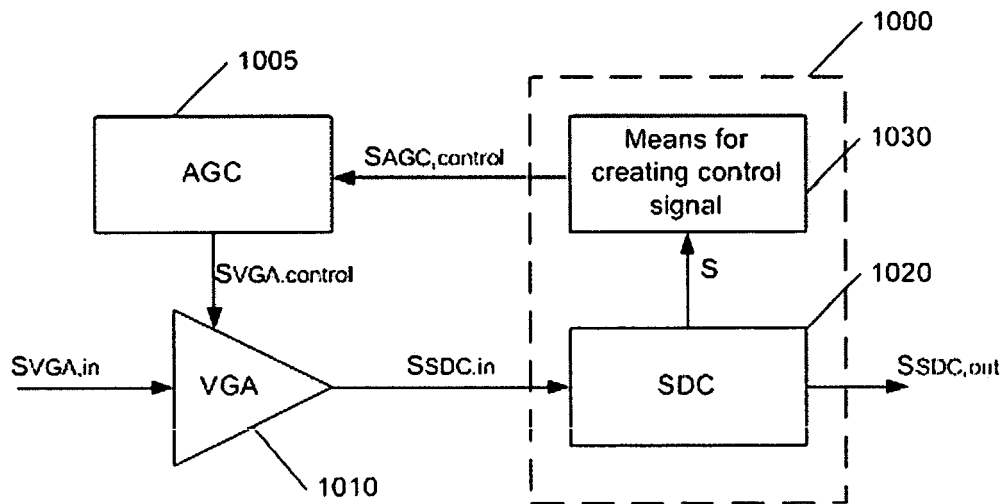 1000
1005
AGC
SAGC,control
Means for
creating control
signal
1030
SVGA.control
S
1020
SVGA,in
VGA
SSDC.in
SDC
SSDC,out
1010